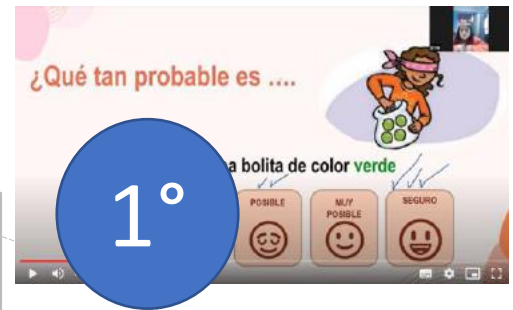 ¿Qué tan probable es ....
a bolita de color verde
1°
POSIBLE
MUY
POSIBLE
SEGURO